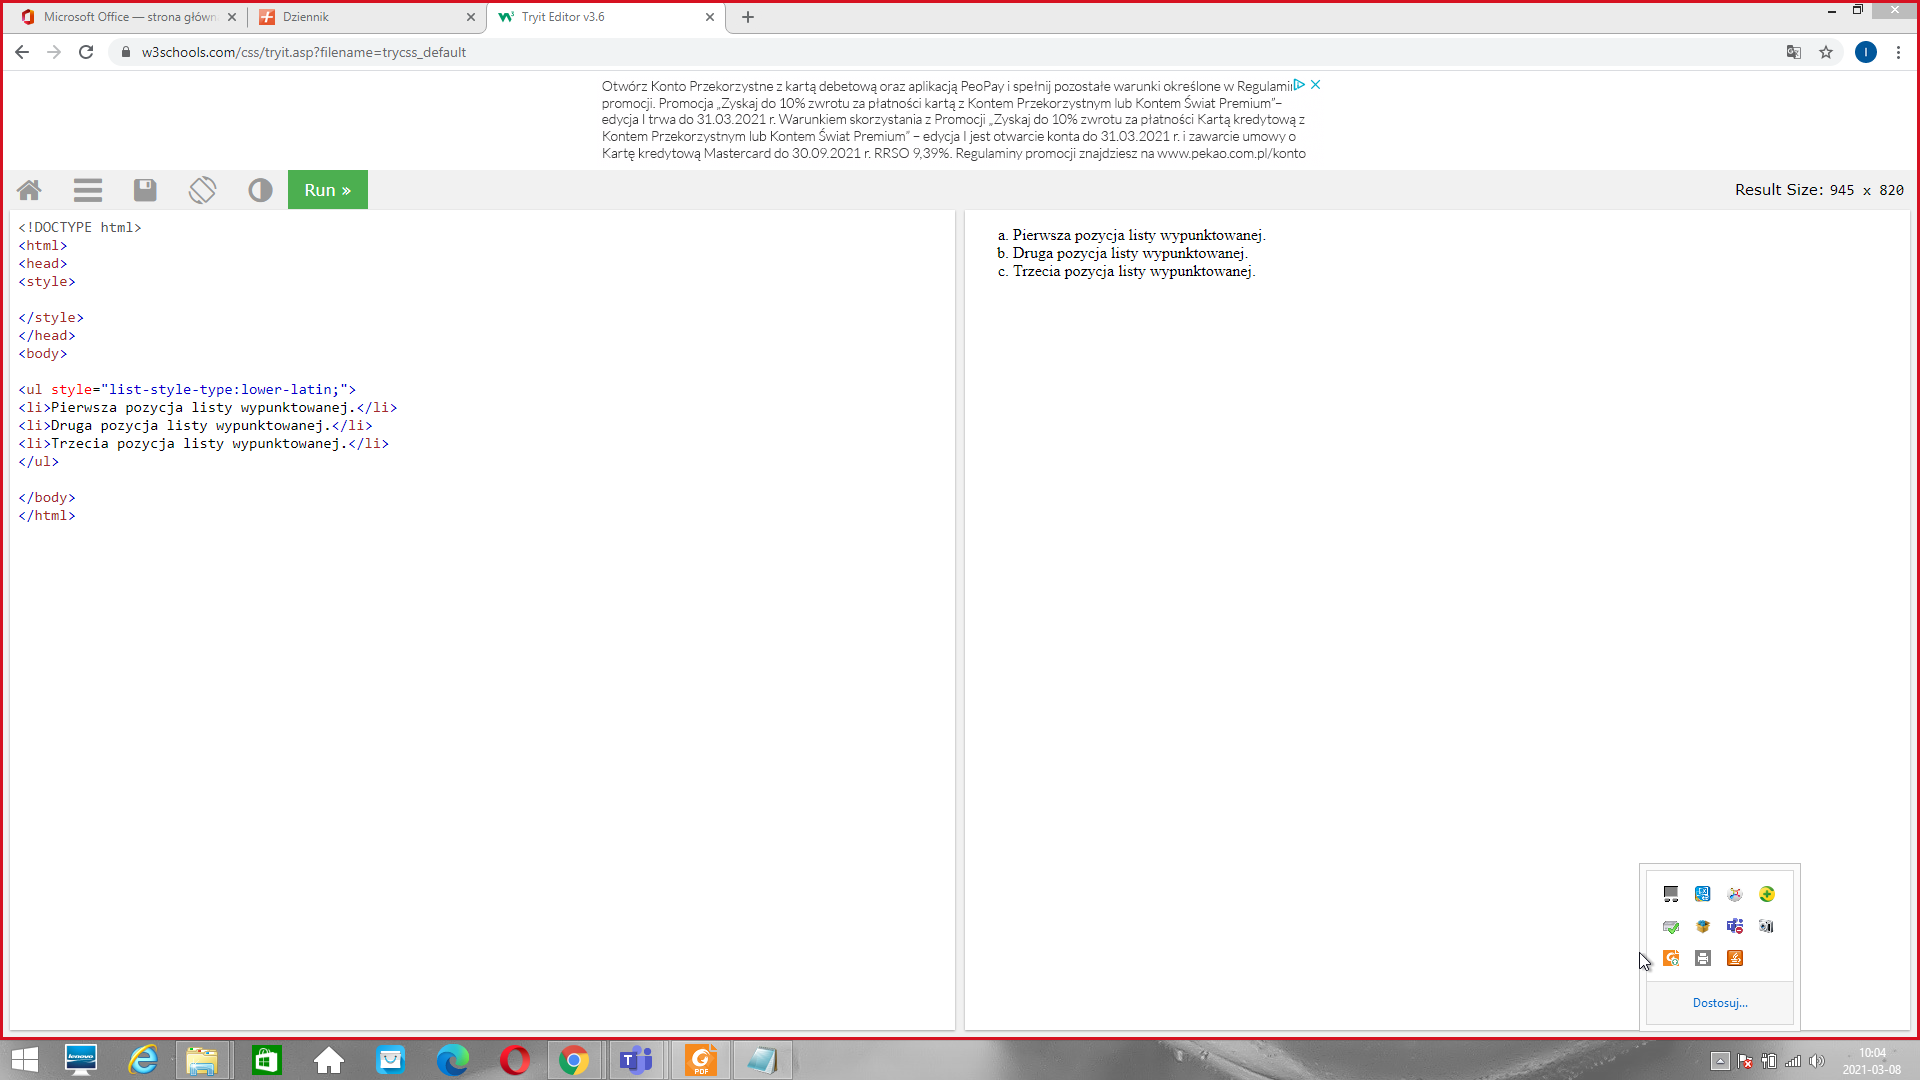 Microsoft Office — strona główn
Dziennik
Tryit Editor v3.6
w3schools.com/css/tryit.asp?filename=trycss_default
I
Otwórz Konto Przekorzystne z kartą debetową oraz aplikacją PeoPay i spełnij pozostałe warunki określone w Regulamii
promocji. Promocja „Zyskaj do 10% zwrotu za płatności kartą z Kontem Przekorzystnym lub Kontem Świat Premium”–
edycja I trwa do 31.03.2021 r. Warunkiem skorzystania z Promocji „Zyskaj do 10% zwrotu za płatności Kartą kredytową z
Kontem Przekorzystnym lub Kontem Świat Premium” – edycja I jest otwarcie konta do 31.03.2021 r. i zawarcie umowy o
Kartę kredytową Mastercard do 30.09.2021 r. RRSO 9,39%. Regulaminy promocji znajdziesz na www.pekao.com.pl/konto
Run »
Result Size: 945 x 820
<!DOCTYPE html>
<html>
<head>
<style>
</style>
</head>
<body>
<ul style="list-style-type:lower-latin;">
<li>Pierwsza pozycja listy wypunktowanej.</li>
<li>Druga pozycja listy wypunktowanej.</li>
<li>Trzecia pozycja listy wypunktowanej.</li>
</ul>
</body>
</html>
a. Pierwsza pozycja listy wypunktowanej.
b. Druga pozycja listy wypunktowanej.
c. Trzecia pozycja listy wypunktowanej.
Dostosuj...
lenovo
PDF
10:04
2021-03-08